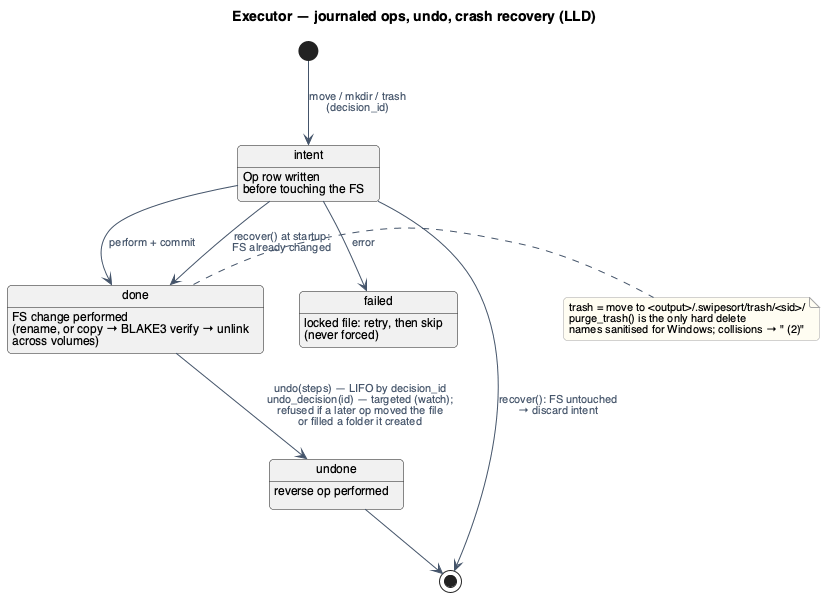 Executor — journaled ops, undo, crash recovery (LLD)
move / mkdir / trash
(decision_id)
intent
Op row written
before touching the FS
perform + commit
recover() at startup:
FS already changed
error
done
FS change performed
(rename, or copy → BLAKE3 verify → unlink
across volumes)
failed
locked file: retry, then skip
(never forced)
trash = move to <output>/.swipesort/trash/<sid>/
purge_trash() is the only hard delete
names sanitised for Windows; collisions → " (2)"
undo(steps) — LIFO by decision_id
undo_decision(id) — targeted (watch);
refused if a later op moved the file
or filled a folder it created
recover(): FS untouched
→ discard intent
undone
reverse op performed